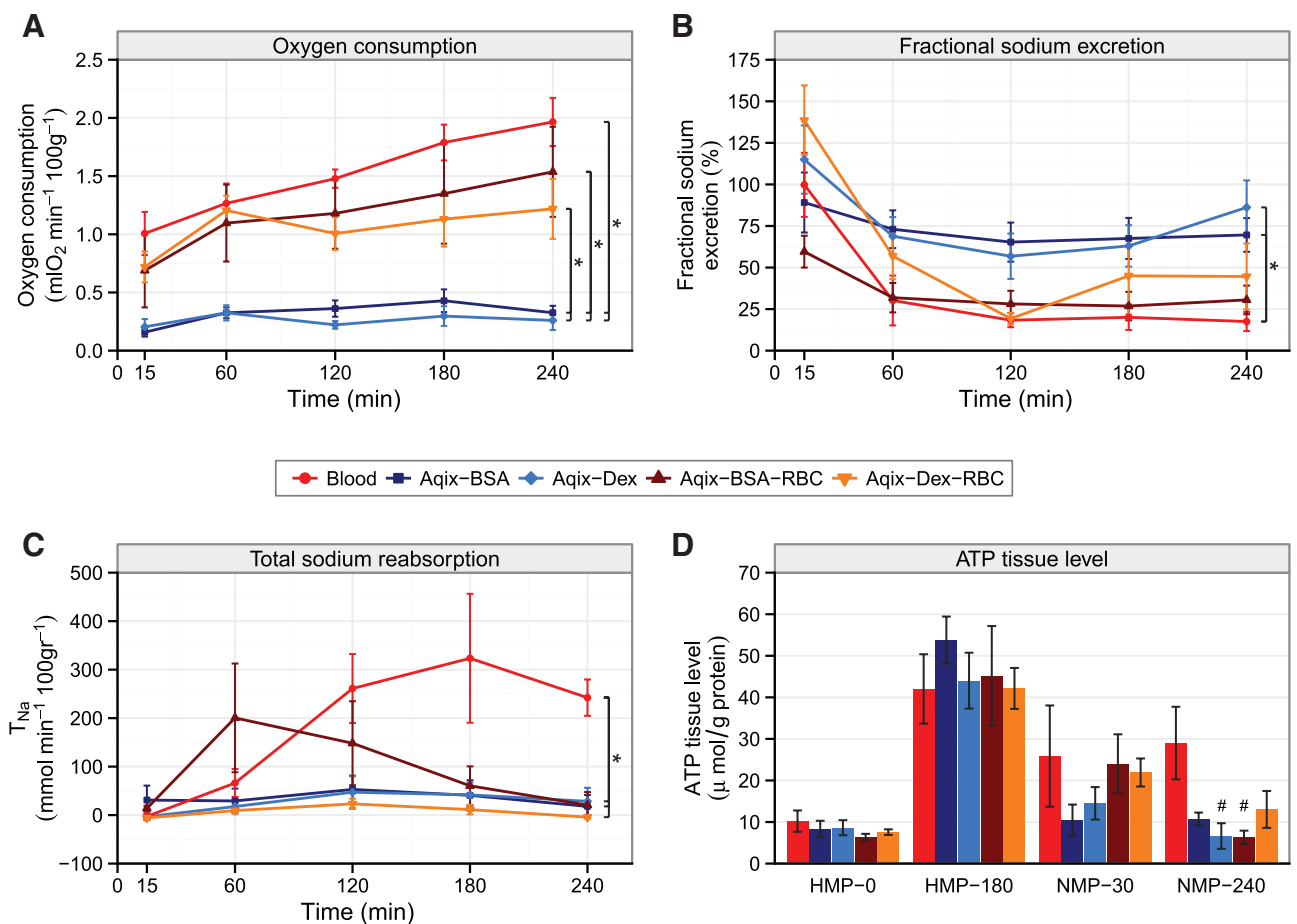 A
Oxygen consumption
Oxygen consumption
(mlO₂ min⁻¹ 100g⁻¹)
2.5
2.0
1.5
1.0
0.5
0.0
* * *
0 15 60 120 180 240
Time (min)
B
Fractional sodium excretion
Fractional sodium
excretion (%)
175
150
125
100
75
50
25
0
*
0 15 60 120 180 240
Time (min)
Blood Aqix−BSA Aqix−Dex Aqix−BSA−RBC Aqix−Dex−RBC
C
Total sodium reabsorption
T_Na
(mmol min⁻¹ 100gr⁻¹)
500
400
300
200
100
0
−100
*
0 15 60 120 180 240
Time (min)
D
ATP tissue level
ATP tissue level
(μ mol/g protein)
70
60
50
40
30
20
10
0
# #
HMP−0 HMP−180 NMP−30 NMP−240